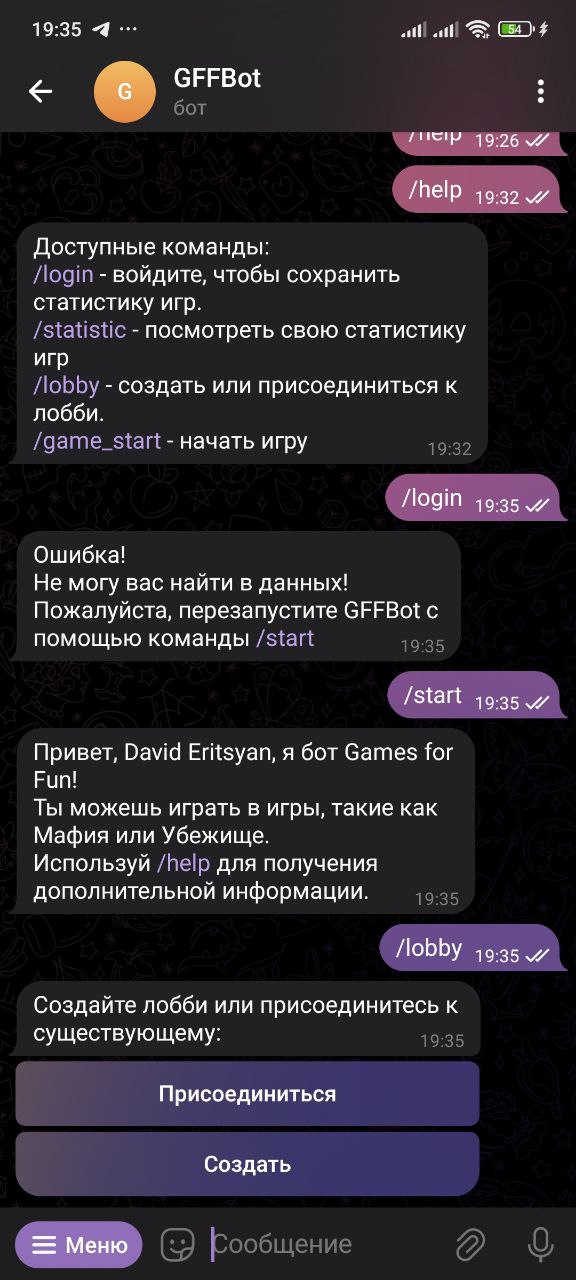 19:35
54
G
GFFBot
бот
/help 19:26
/help 19:32
Доступные команды:
/login - войдите, чтобы сохранить
статистику игр.
/statistic - посмотреть свою статистику
игр
/lobby - создать или присоединиться к
лобби.
/game_start - начать игру
19:32
/login 19:35
Ошибка!
Не могу вас найти в данных!
Пожалуйста, перезапустите GFFBot с
помощью команды /start
19:35
/start 19:35
Привет, David Eritsyan, я бот Games for
Fun!
Ты можешь играть в игры, такие как
Мафия или Убежище.
Используй /help для получения
дополнительной информации.
19:35
/lobby 19:35
Создайте лобби или присоединитесь к
существующему:
19:35
Присоединиться
Создать
Меню
Сообщение